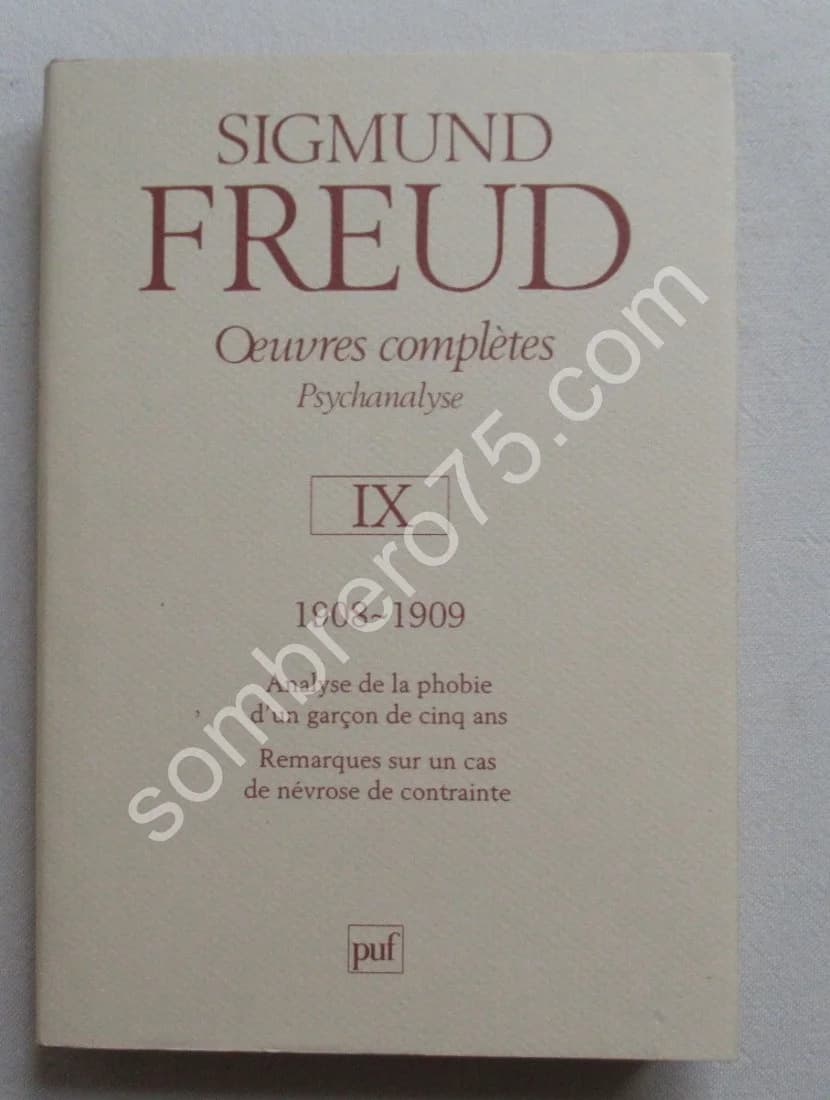 SIGMUND
FREUD
Œuvres complètes
Psychanalyse
IX
1908~1909
Analyse de la phobie
d'un garçon de cinq ans
Remarques sur un cas
de névrose de contrainte
puf
sombrero75.com